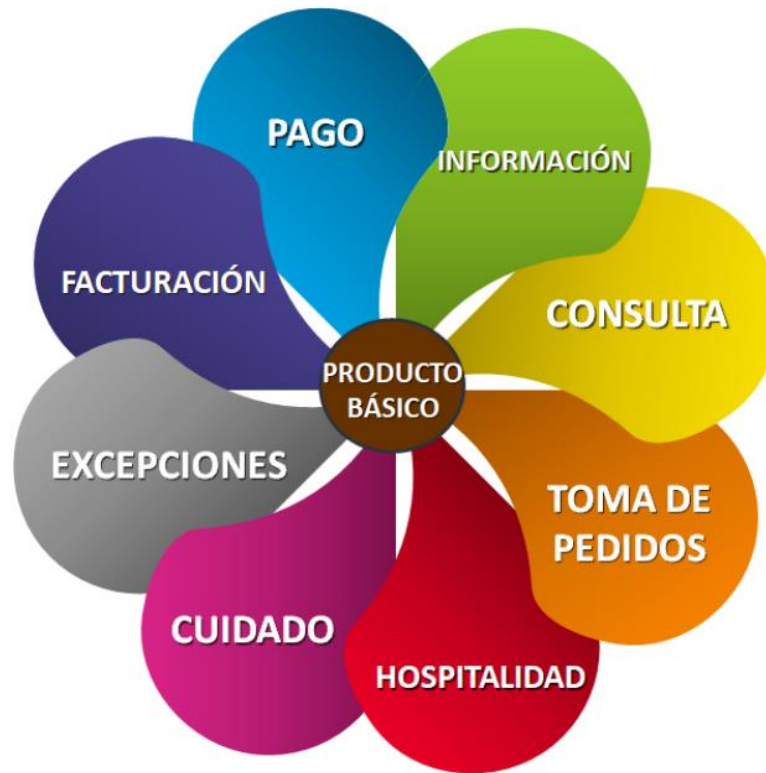 PAGO
INFORMACIÓN
CONSULTA
TOMA DE
PEDIDOS
HOSPITALIDAD
CUIDADO
EXCEPCIONES
FACTURACIÓN
PRODUCTO
BÁSICO